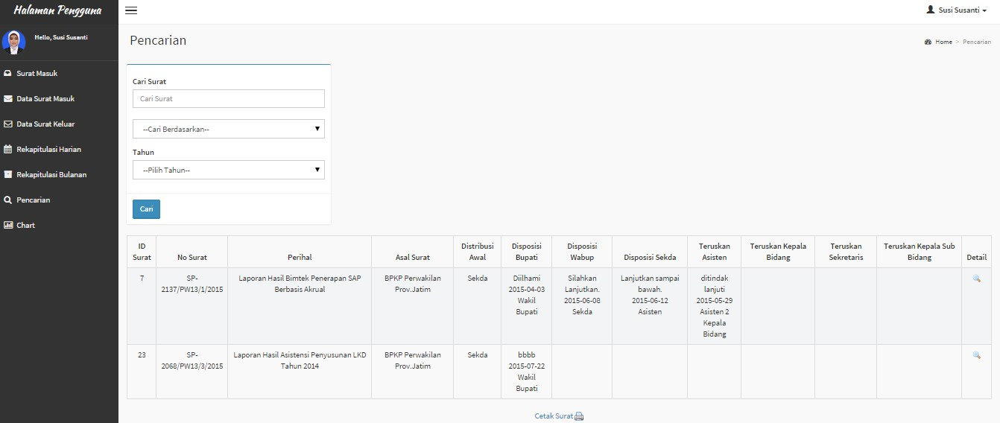 Halaman Pengguna
Susi Susanti
Hello, Susi Susanti
Pencarian
Home > Pencarian
Surat Masuk
Data Surat Masuk
Data Surat Keluar
Rekapitulasi Harian
Rekapitulasi Bulanan
Pencarian
Chart
Cari Surat
Cari Surat
--Cari Berdasarkan--
Tahun
--Pilih Tahun--
Cari
ID Surat
No Surat
Perihal
Asal Surat
Distribusi Awal
Disposisi Bupati
Disposisi Wabup
Disposisi Sekda
Teruskan Asisten
Teruskan Kepala Bidang
Teruskan Sekretaris
Teruskan Kepala Sub Bidang
Detail
7
SP-
2137/PW13/1/2015
Laporan Hasil Bimtek Penerapan SAP
Berbasis Akrual
BPKP Perwakilan
Prov.Jatim
Sekda
Diilhami
2015-04-03
Wakil
Bupati
Silahkan
Lanjutkan.
2015-06-08
Sekda
Lanjutkan sampai
bawah.
2015-06-12
Asisten
ditindak
lanjuti
2015-05-29
Asisten 2
Kepala
Bidang
23
SP-
2068/PW13/3/2015
Laporan Hasil Asistensi Penyusunan LKD
Tahun 2014
BPKP Perwakilan
Prov.Jatim
Sekda
bbbb
2015-07-22
Wakil
Bupati
Cetak Surat